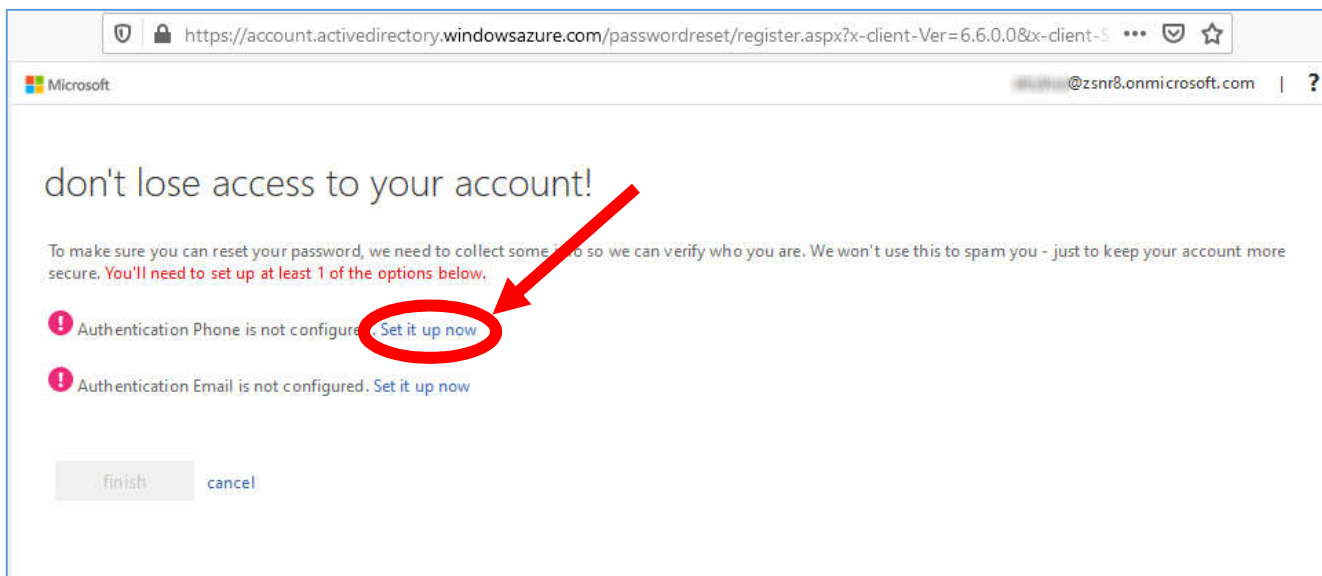 https://account.activedirectory.windowsazure.com/passwordreset/register.aspx?x-client-Ver=6.6.0.0&x-client-S
Microsoft @zsnr8.onmicrosoft.com | ?
don't lose access to your account!
To make sure you can reset your password, we need to collect some so we can verify who you are. We won't use this to spam you - just to keep your account more
secure. You'll need to set up at least 1 of the options below.
Authentication Phone is not configured. Set it up now
Authentication Email is not configured. Set it up now
finish cancel